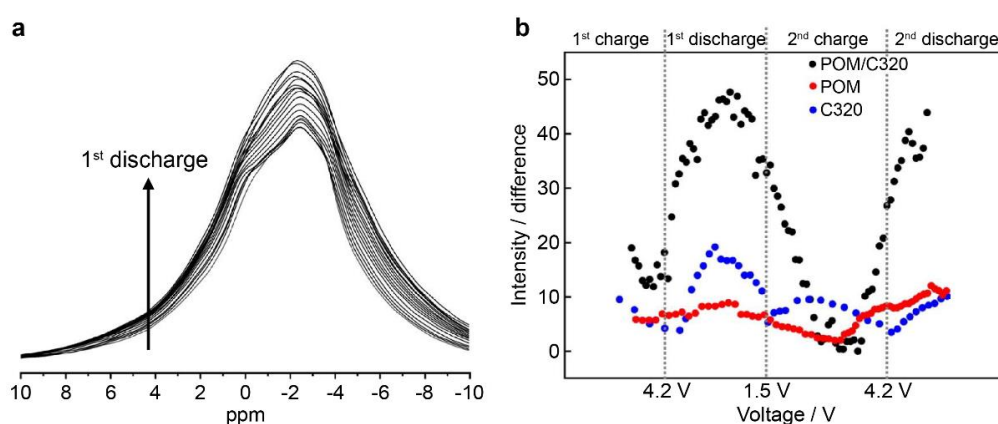 a
1st discharge
10 8 6 4 2 0 -2 -4 -6 -8 -10
ppm
b
1st charge 1st discharge 2nd charge 2nd discharge
POM/C320
POM
C320
50
40
30
20
10
0
Intensity / difference
4.2 V 1.5 V 4.2 V
Voltage / V